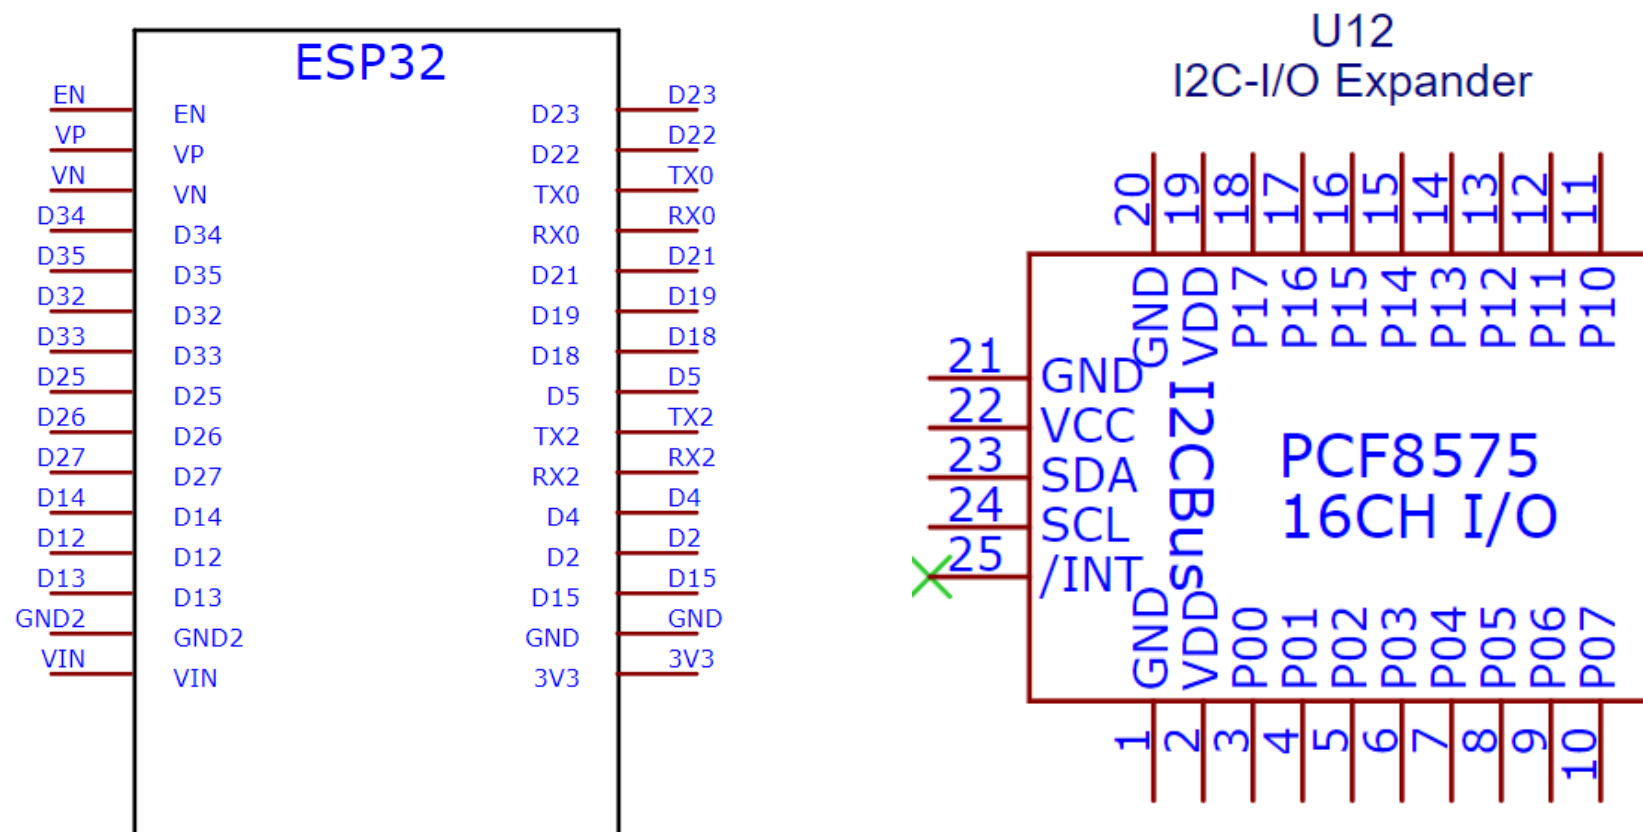 ESP32
EN
VP
VN
D34
D35
D32
D33
D25
D26
D27
D14
D12
D13
GND2
VIN
EN
VP
VN
D34
D35
D32
D33
D25
D26
D27
D14
D12
D13
GND2
VIN
D23
D22
TX0
RX0
D21
D19
D18
D5
TX2
RX2
D4
D2
D15
GND
3V3
D23
D22
TX0
RX0
D21
D19
D18
D5
TX2
RX2
D4
D2
D15
GND
3V3
U12
I2C-I/O Expander
20 19 18 17 16 15 14 13 12 11
GND VDD P17 P16 P15 P14 P13 P12 P11 P10
21 GND
22 VCC
23 SDA
24 SCL
25 /INT
I2CBus
PCF8575
16CH I/O
GND VDD P00 P01 P02 P03 P04 P05 P06 P07
1 2 3 4 5 6 7 8 9 10